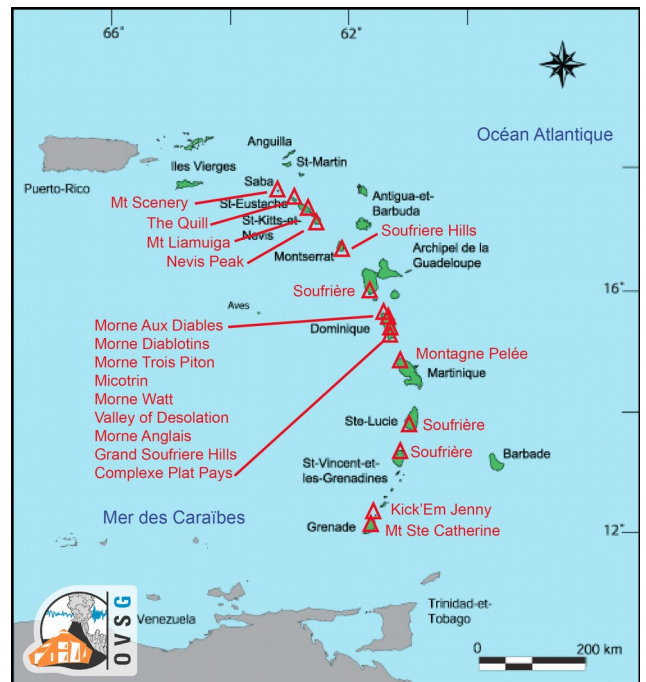 66°
62°
Océan Atlantique
Anguilla
St-Martin
Iles Vierges
Puerto-Rico
Saba
Mt Scenery
St-Eustache
Antigua-et-
Barbuda
The Quill
St-Kitts-et-
Nevis
Mt Liamuiga
Soufriere Hills
Nevis Peak
Montserrat
Archipel de la
Guadeloupe
Soufrière
16°
Aves
Morne Aux Diables
Dominique
Morne Diablotins
Morne Trois Piton
Micotrin
Morne Watt
Valley of Desolation
Morne Anglais
Grand Soufriere Hills
Complexe Plat Pays
Montagne Pelée
Martinique
Ste-Lucie
Soufrière
Soufrière
Barbade
St-Vincent-et-
les-Grenadines
Mer des Caraïbes
Kick'Em Jenny
Grenade
Mt Ste Catherine
12°
OVSG
Venezuela
Trinidad-et-
Tobago
0
200 km